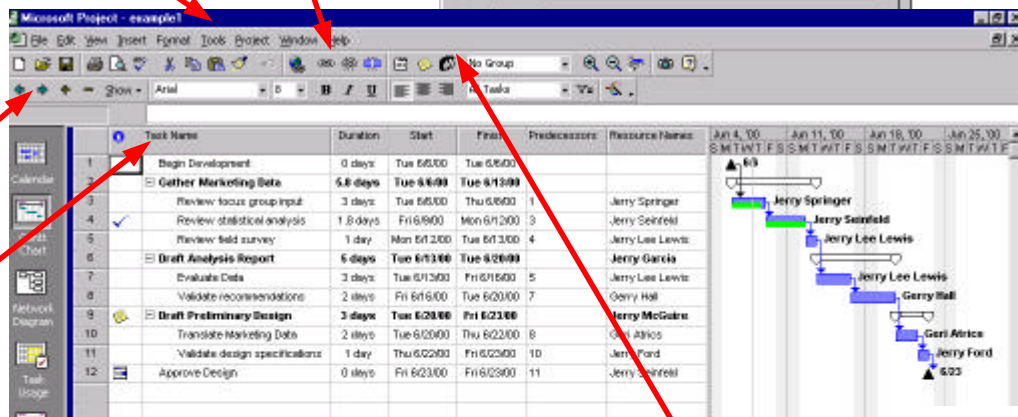 Microsoft Project - example1
File Edit View Insert Format Tools Project Window Help
No Group
Show Arial 8 B I U All Tasks
Task Name Duration Start Finish Predecessors Resource Names Jun 4, '00 Jun 11, '00 Jun 18, '00 Jun 25, '00
S M T W T F S S M T W T F S S M T W T F S S M T W T F
1 Begin Development 0 days Tue 6/6/00 Tue 6/6/00 6/3
2 Gather Marketing Data 5.8 days Tue 6/6/00 Tue 6/13/00
3 Review focus group input 3 days Tue 6/6/00 Thu 6/8/00 1 Jerry Springer Jerry Springer
4 Review statistical analysis 1.8 days Fri 6/9/00 Mon 6/12/00 3 Jerry Seinfeld Jerry Seinfeld
5 Review field survey 1 day Mon 6/12/00 Tue 6/13/00 4 Jerry Lee Lewis Jerry Lee Lewis
6 Draft Analysis Report 5 days Tue 6/13/00 Tue 6/20/00 Jerry Garcia
7 Evaluate Data 3 days Tue 6/13/00 Fri 6/16/00 5 Jerry Lee Lewis Jerry Lee Lewis
8 Validate recommendations 2 days Fri 6/16/00 Tue 6/20/00 7 Gerry Hall Gerry Hall
9 Draft Preliminary Design 3 days Tue 6/20/00 Fri 6/23/00 Jerry McGuire
10 Translate Marketing Data 2 days Tue 6/20/00 Thu 6/22/00 8 Geri Atrics Geri Atrics
11 Validate design specifications 1 day Thu 6/22/00 Fri 6/23/00 10 Jerry Ford Jerry Ford
12 Approve Design 0 days Fri 6/23/00 Fri 6/23/00 11 Jerry Seinfeld 6/23
Calendar
Gantt
Chart
Network
Diagram
Task
Usage